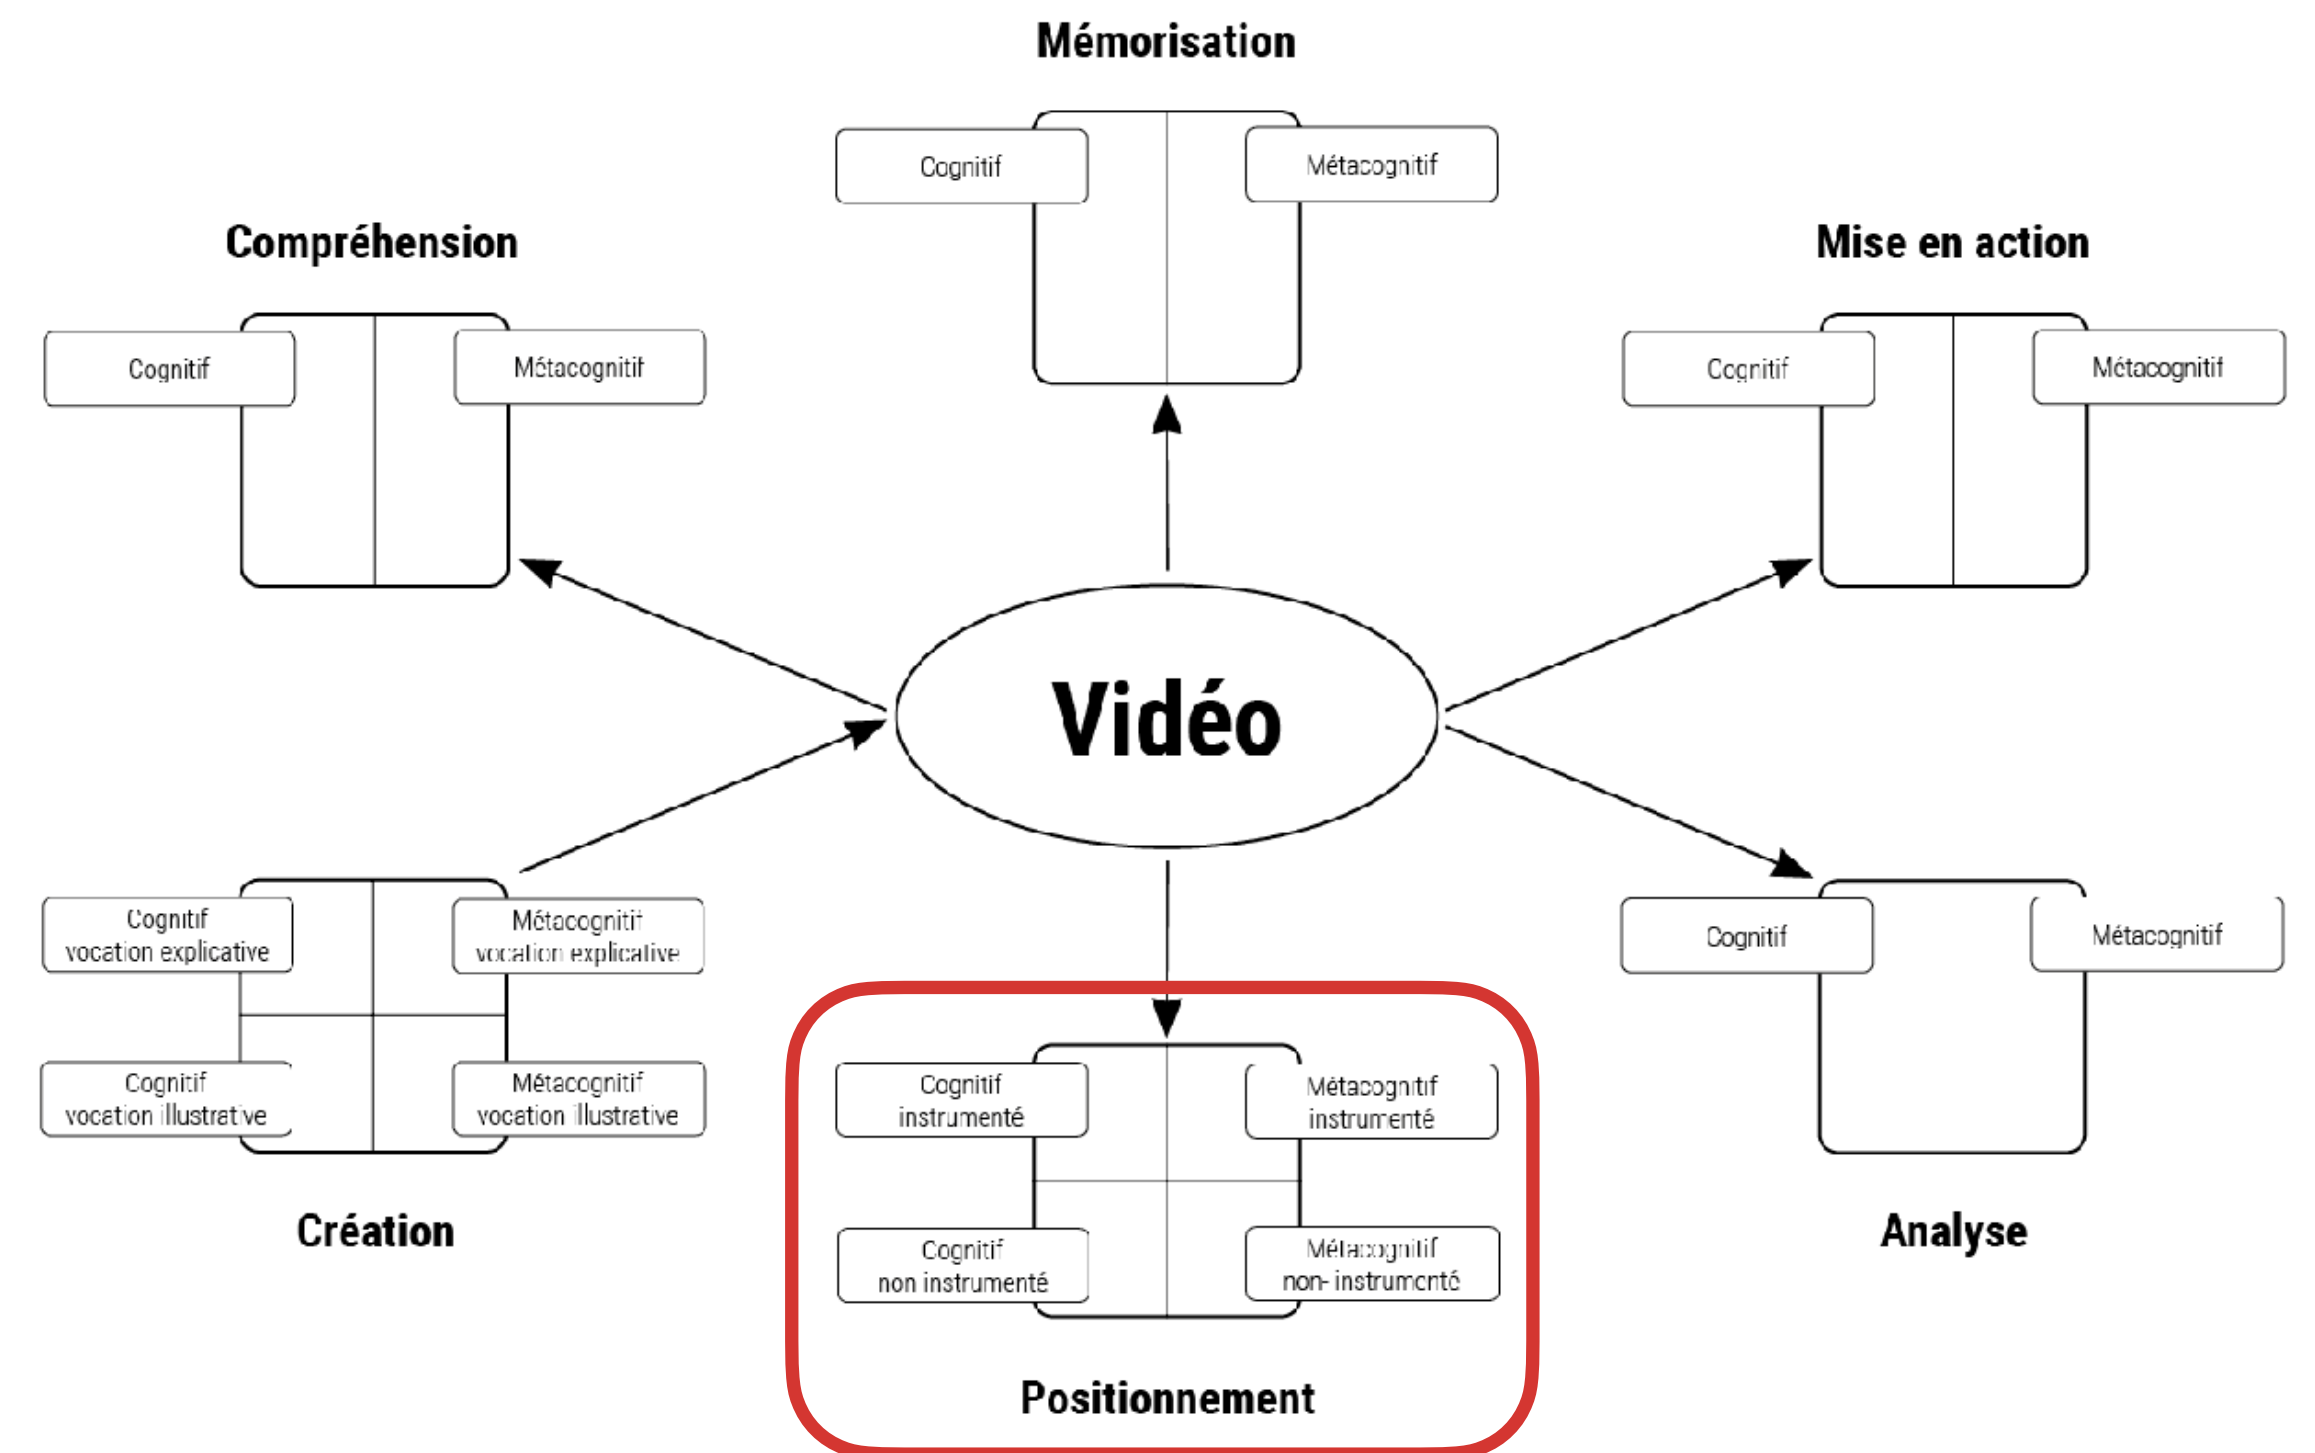 Mémorisation
Cognitif
Métacognitif
Compréhension
Cognitif
Métacognitif
Mise en action
Cognitif
Métacognitif
Vidéo
Cognitif
vocation explicative
Métacognitif
vocation explicative
Cognitif
vocation illustrative
Métacognitif
vocation illustrative
Création
Cognitif
instrumenté
Métacognitif
instrumenté
Cognitif
non instrumenté
Métacognitif
non- instrumenté
Positionnement
Cognitif
Métacognitif
Analyse